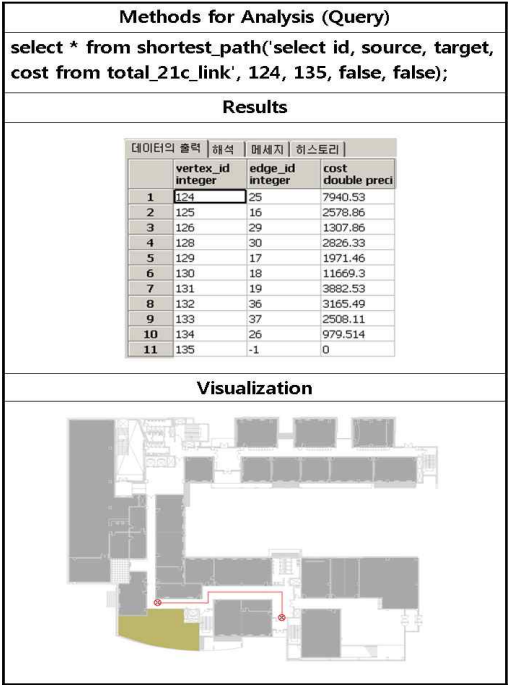 Methods for Analysis (Query)
select * from shortest_path('select id, source, target,
cost from total_21c_link', 124, 135, false, false);
Results
데이터의 출력 해석 메세지 히스토리
vertex_id integer edge_id integer cost double preci
1 124 25 7940.53
2 125 16 2578.86
3 126 29 1307.86
4 128 30 2826.33
5 129 17 1971.46
6 130 18 11669.3
7 131 19 3882.53
8 132 36 3165.49
9 133 37 2508.11
10 134 26 979.514
11 135 -1 0
Visualization